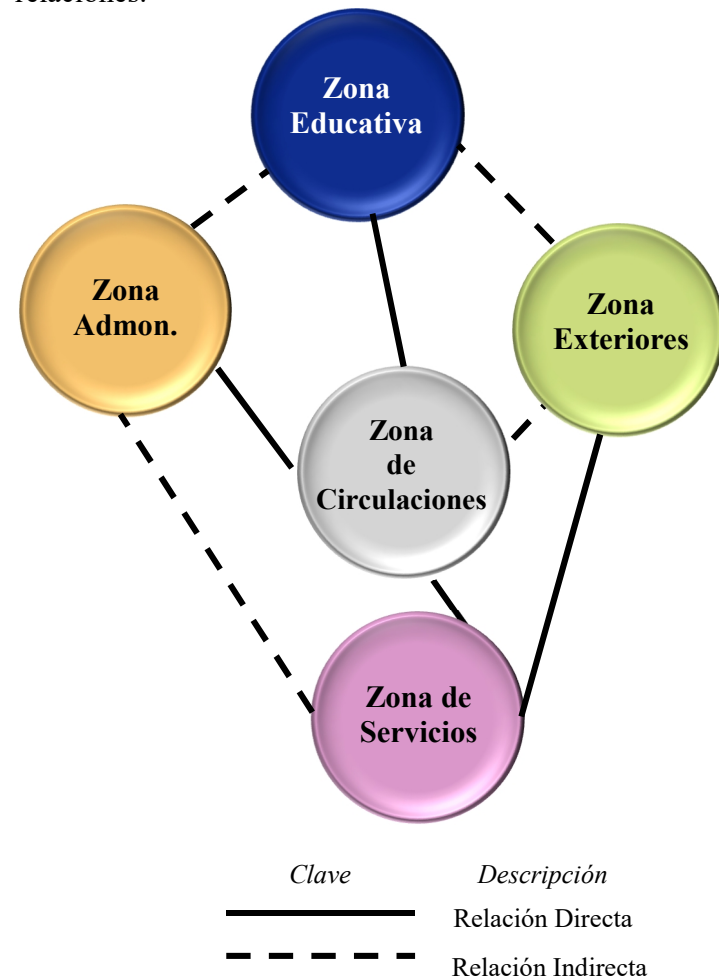 relaciones.
Zona
Educativa
Zona
Admon.
Zona
Exteriores
Zona
de
Circulaciones
Zona de
Servicios
Clave Descripción
Relación Directa
Relación Indirecta